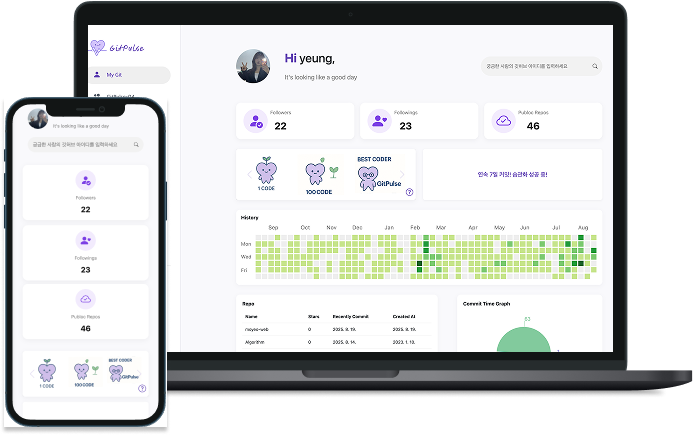 GitPulse
My Git
Hi yeung,
It's looking like a good day
궁금한 사람의 깃허브 아이디를 입력하세요
Followers
22
Followings
23
Publoc Repos
46
1 CODE
100 CODE
BEST CODER
GitPulse
?
연속 7일 커밋! 습관화 성공 중!
History
Sep Oct Nov Dec Jan Feb Mar Apr May Jun Jul Aug
Mon
Wed
Fri
Repo
Name Stars Recently Commit Created At
moyeo-web 0 2025. 8. 19. 2025. 8. 19.
Algorithm 0 2025. 8. 14. 2023. 1. 18.
Commit Time Graph
63
It's looking like a good day
궁금한 사람의 깃허브 아이디를 입력하세요
Followers
22
Followings
23
Publoc Repos
46
1 CODE
100 CODE
BEST CODER
GitPulse
?